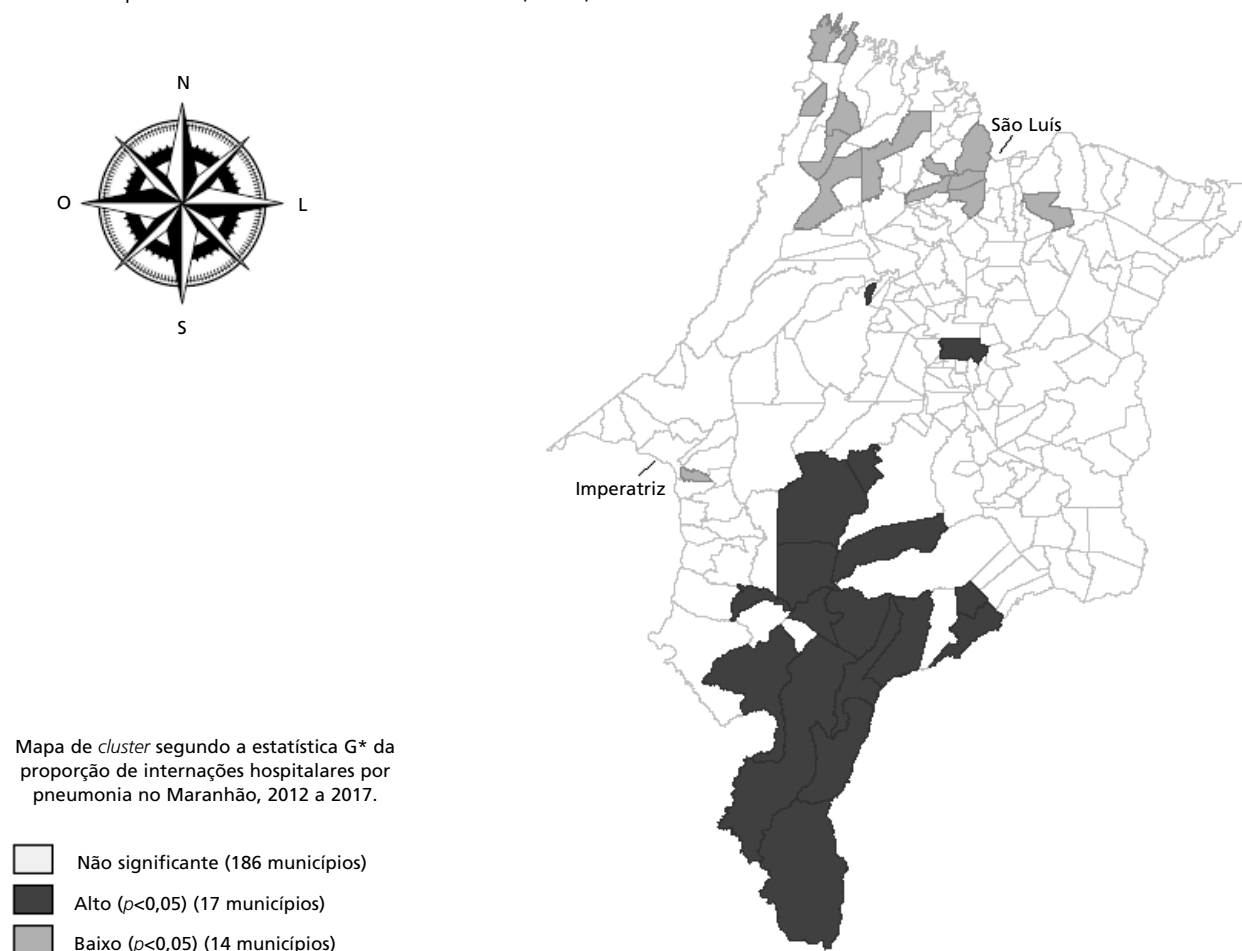 N
O
L
S
São Luís
Imperatriz
Mapa de cluster segundo a estatística G* da
proporção de internações hospitalares por
pneumonia no Maranhão, 2012 a 2017.
Não significante (186 municípios)
Alto (p<0,05) (17 municípios)
Baixo (p<0,05) (14 municípios)